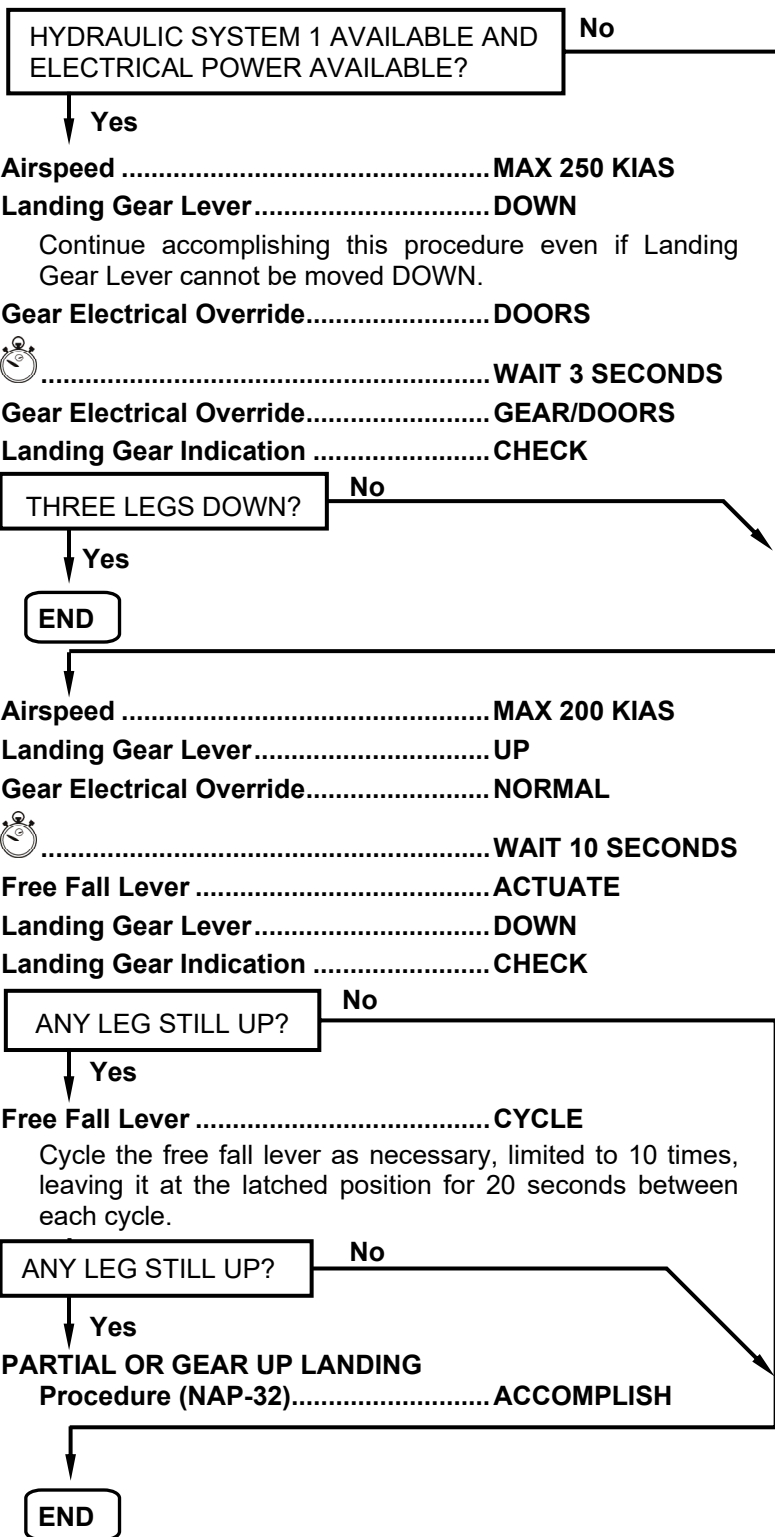 HYDRAULIC SYSTEM 1 AVAILABLE AND
ELECTRICAL POWER AVAILABLE?
No
Yes
Airspeed ..................................................MAX 250 KIAS
Landing Gear Lever................................DOWN
Continue accomplishing this procedure even if Landing
Gear Lever cannot be moved DOWN.
Gear Electrical Override.........................DOORS
.............................................................WAIT 3 SECONDS
Gear Electrical Override.........................GEAR/DOORS
Landing Gear Indication ........................CHECK
THREE LEGS DOWN?
No
Yes
END
Airspeed ..................................................MAX 200 KIAS
Landing Gear Lever................................UP
Gear Electrical Override.........................NORMAL
.............................................................WAIT 10 SECONDS
Free Fall Lever ........................................ACTUATE
Landing Gear Lever................................DOWN
Landing Gear Indication ........................CHECK
ANY LEG STILL UP?
No
Yes
Free Fall Lever ........................................CYCLE
Cycle the free fall lever as necessary, limited to 10 times,
leaving it at the latched position for 20 seconds between
each cycle.
ANY LEG STILL UP?
No
Yes
PARTIAL OR GEAR UP LANDING
Procedure (NAP-32)...........................ACCOMPLISH
END